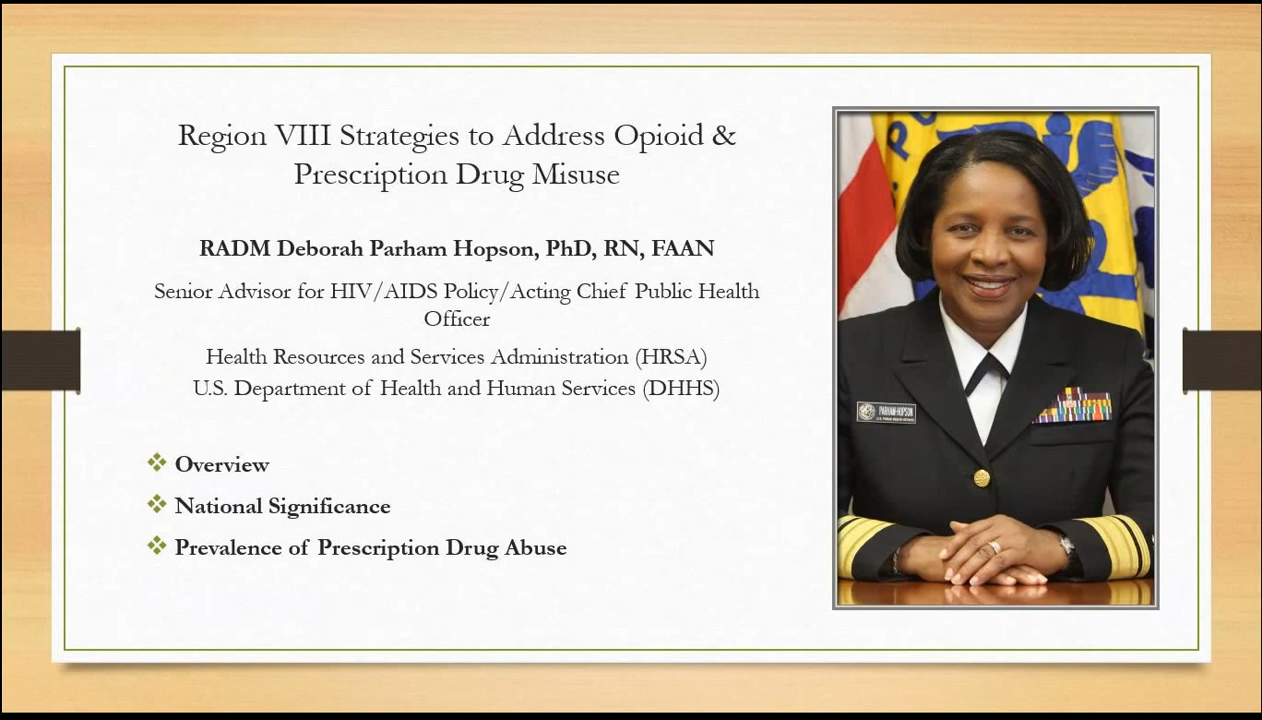 Region VIII Strategies to Address Opioid &
Prescription Drug Misuse
RADM Deborah Parham Hopson, PhD, RN, FAAN
Senior Advisor for HIV/AIDS Policy/Acting Chief Public Health
Officer
Health Resources and Services Administration (HRSA)
U.S. Department of Health and Human Services (DHHS)
Overview
National Significance
Prevalence of Prescription Drug Abuse
PARHAM-HOPSON